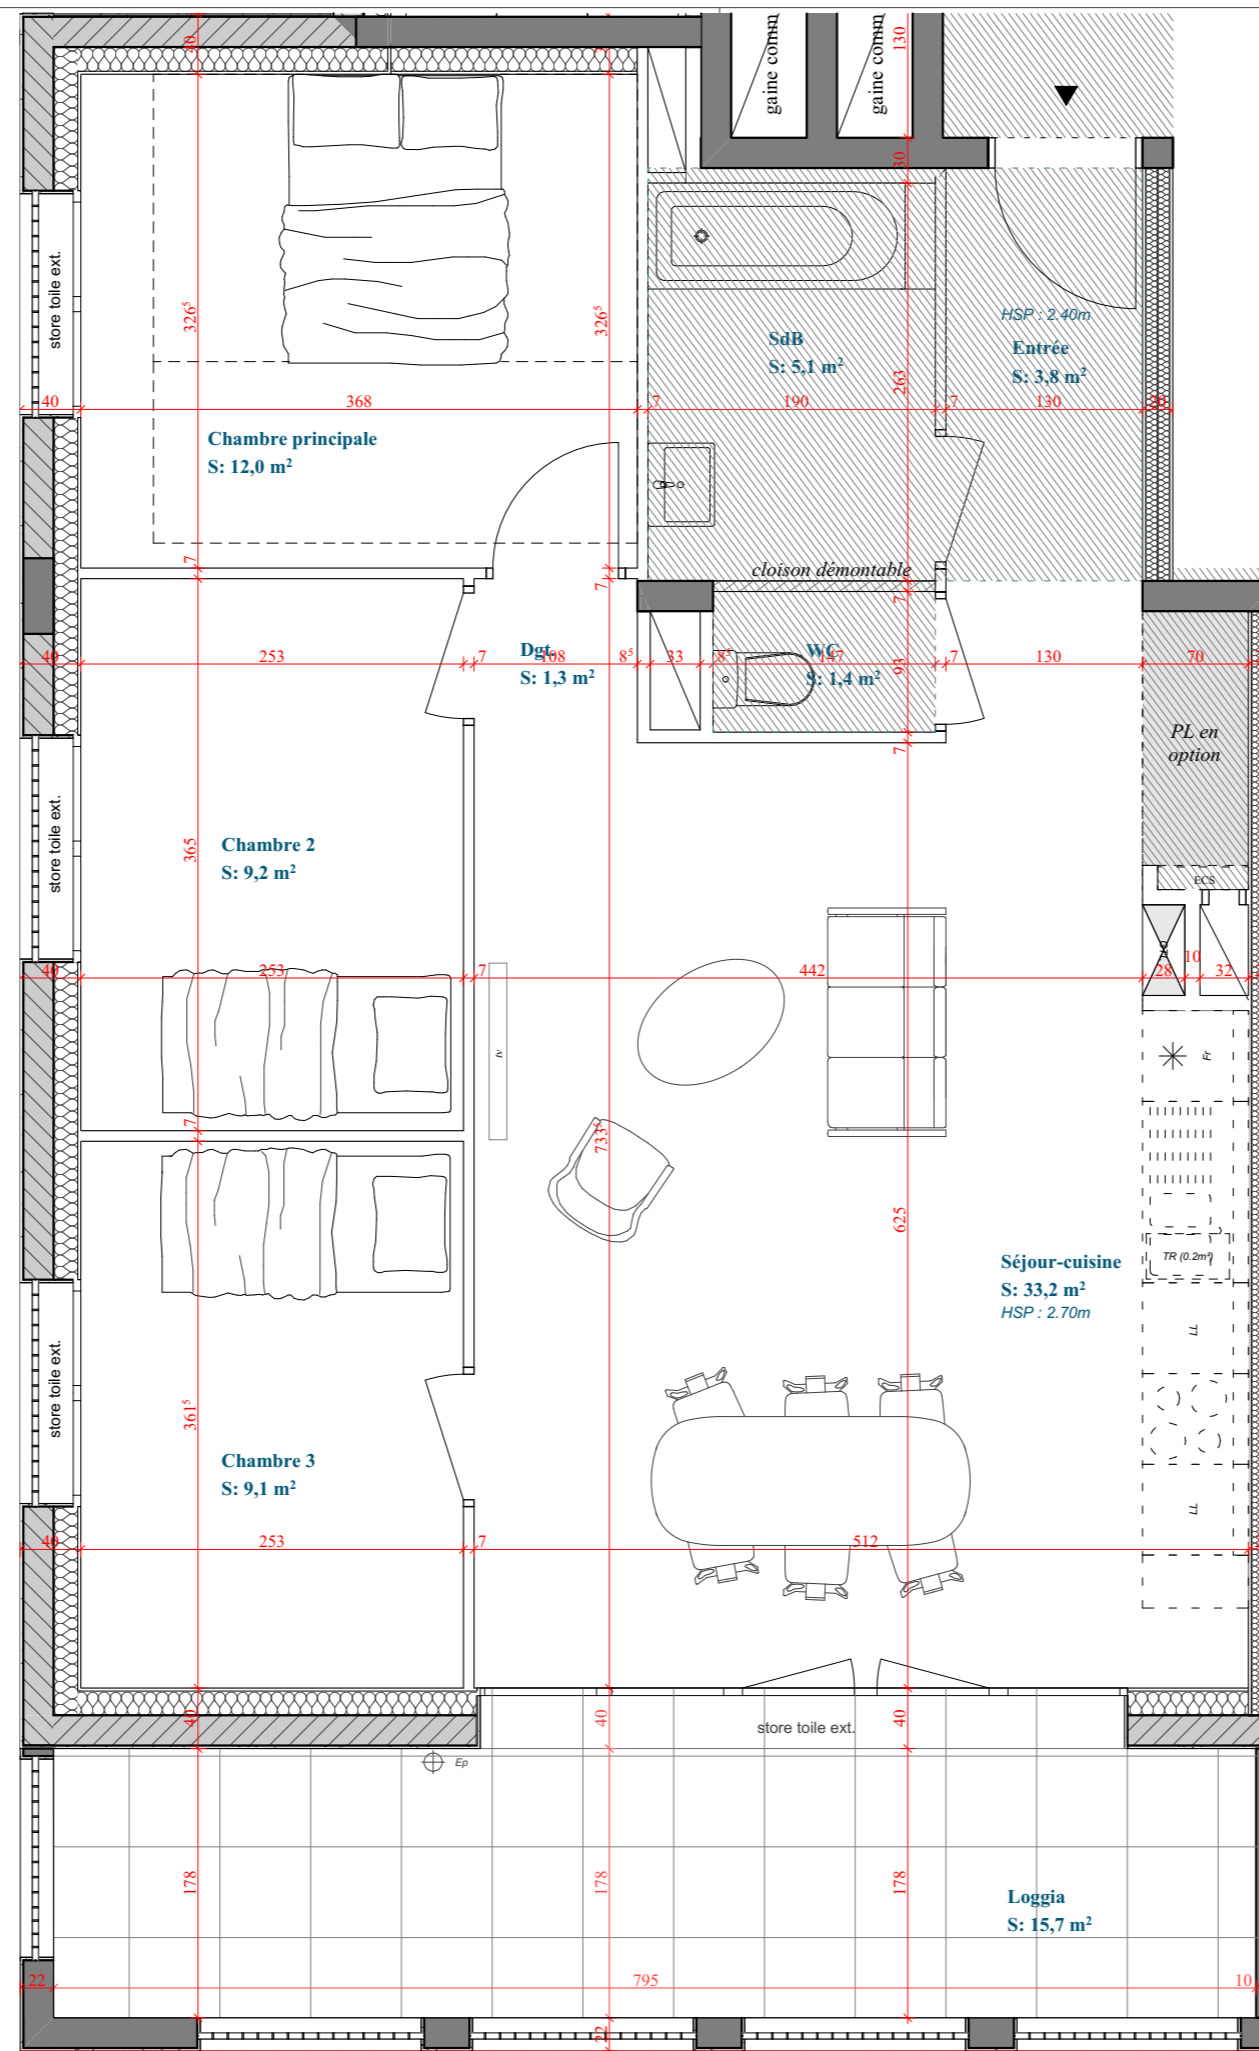 gaine comm
gaine comm
40
130
30
store toile ext.
326⁵
326⁵
HSP : 2.40m
SdB
S: 5,1 m²
Entrée
S: 3,8 m²
263
40
368
7
190
7
130
20
Chambre principale
S: 12,0 m²
7
cloison démontable
7
7
40
253
7
Dgt.
108
S: 1,3 m²
8⁵
33
8⁵
WC
147
S: 1,4 m²
93
7
130
70
PL en
option
7
store toile ext.
365
Chambre 2
S: 9,2 m²
ECS
40
253
7
442
28
10
32
tv
Fr
7
733⁵
625
TR (0.2m²)
Séjour-cuisine
S: 33,2 m²
HSP : 2.70m
LL
store toile ext.
361⁵
Chambre 3
S: 9,1 m²
LL
40
253
7
512
40
40
store toile ext.
40
Ep
178
178
178
Loggia
S: 15,7 m²
22
795
10
22